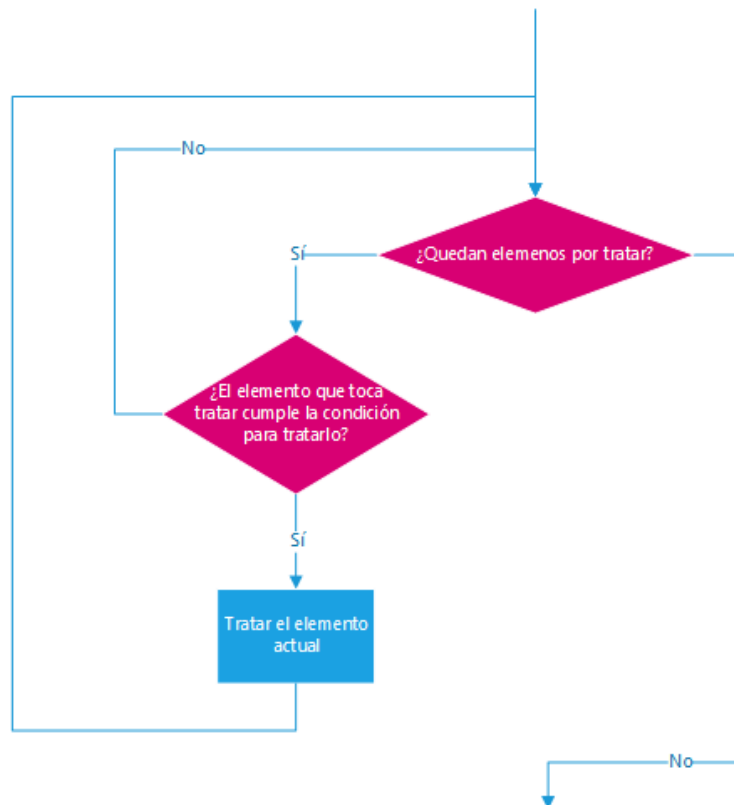 No
¿Quedan elemenos por tratar?
Sí
¿El elemento que toca
tratar cumple la condición
para tratarlo?
Sí
Tratar el elemento
actual
No